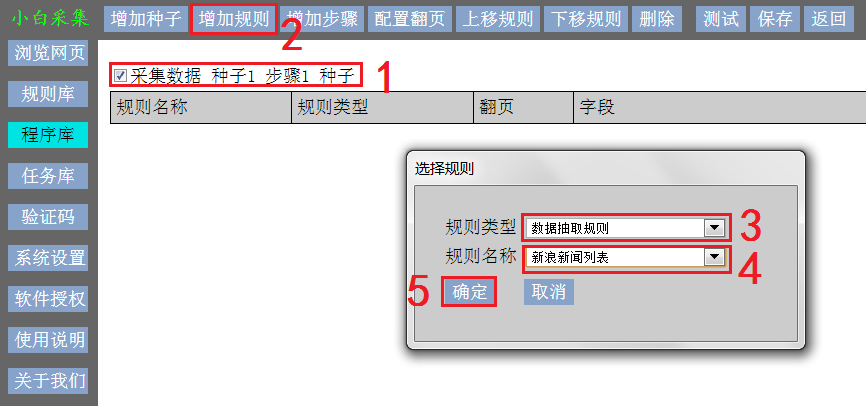 小白采集 增加种子 增加规则 增加步骤 配置翻页 上移规则 下移规则 删除 测试 保存 返回
2
浏览网页
规则库
程序库
任务库
验证码
系统设置
软件授权
使用说明
关于我们
采集数据 种子1 步骤1 种子 1
规则名称 规则类型 翻页 字段
选择规则
规则类型 数据抽取规则 3
规则名称 新浪新闻列表 4
5 确定 取消